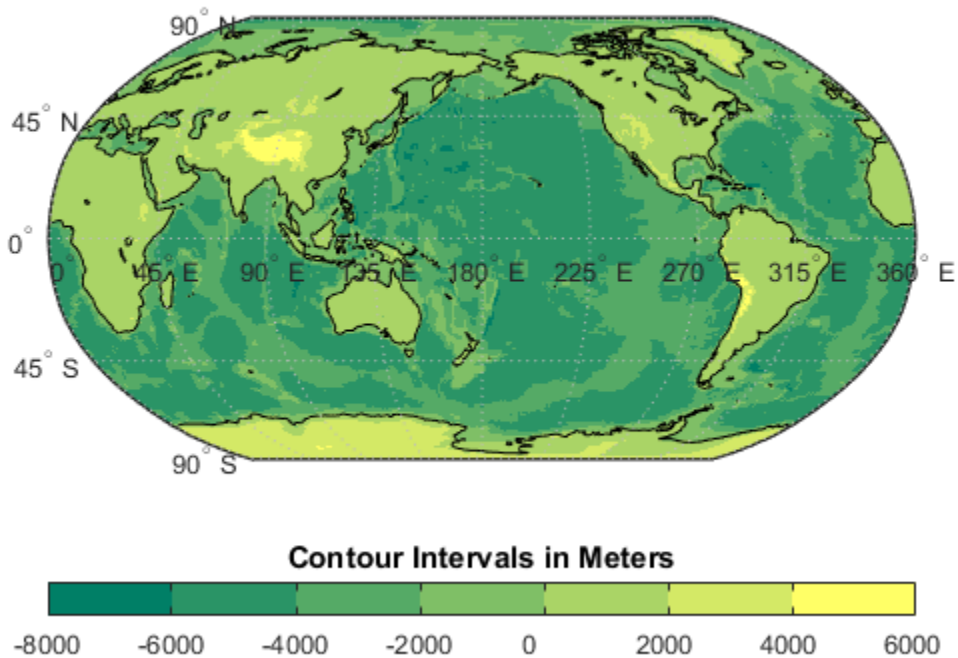 90° N
45° N
0°
0° E 45° E 90° E 135° E 180° E 225° E 270° E 315° E 360° E
45° S
90° S
Contour Intervals in Meters
-8000 -6000 -4000 -2000 0 2000 4000 6000